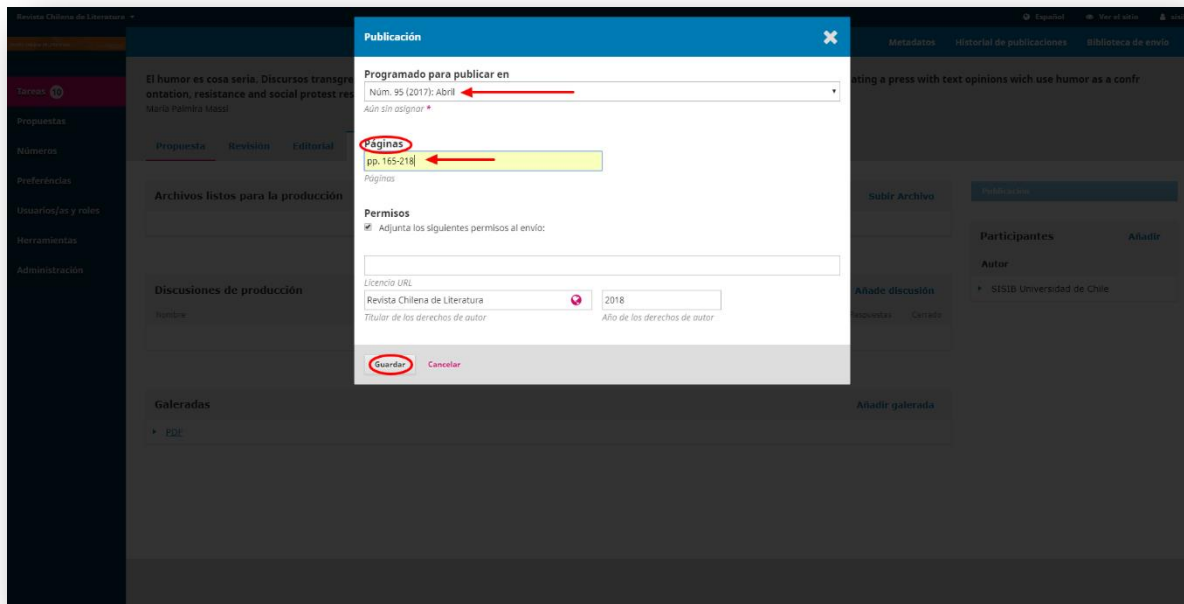 Revista Chilena de Literatura
Español
Ver el sitio
Metadatos
Historial de publicaciones
Biblioteca de envío
Publicación
El humor es cosa seria. Discursos transgre
ating a press with text opinions wich use humor as a confr
ontation, resistance and social protest res
María Palmira Massi
Tareas 10
Propuestas
Números
Preferencias
Usuarios/as y roles
Herramientas
Administración
Propuesta
Revisión
Editorial
Programado para publicar en
Núm. 95 (2017): Abril
Aún sin asignar *
Páginas
pp. 165-218
Páginas
Permisos
Adjunta los siguientes permisos al envío:
Licencia URL
Revista Chilena de Literatura
2018
Titular de los derechos de autor
Año de los derechos de autor
Guardar
Cancelar
Archivos listos para la producción
Subir Archivo
Publicación
Participantes
Añadir
Autor
SISIB Universidad de Chile
Discusiones de producción
Añade discusión
Nombre
Respuestas
Cerrado
Galeradas
Añadir galerada
PDF